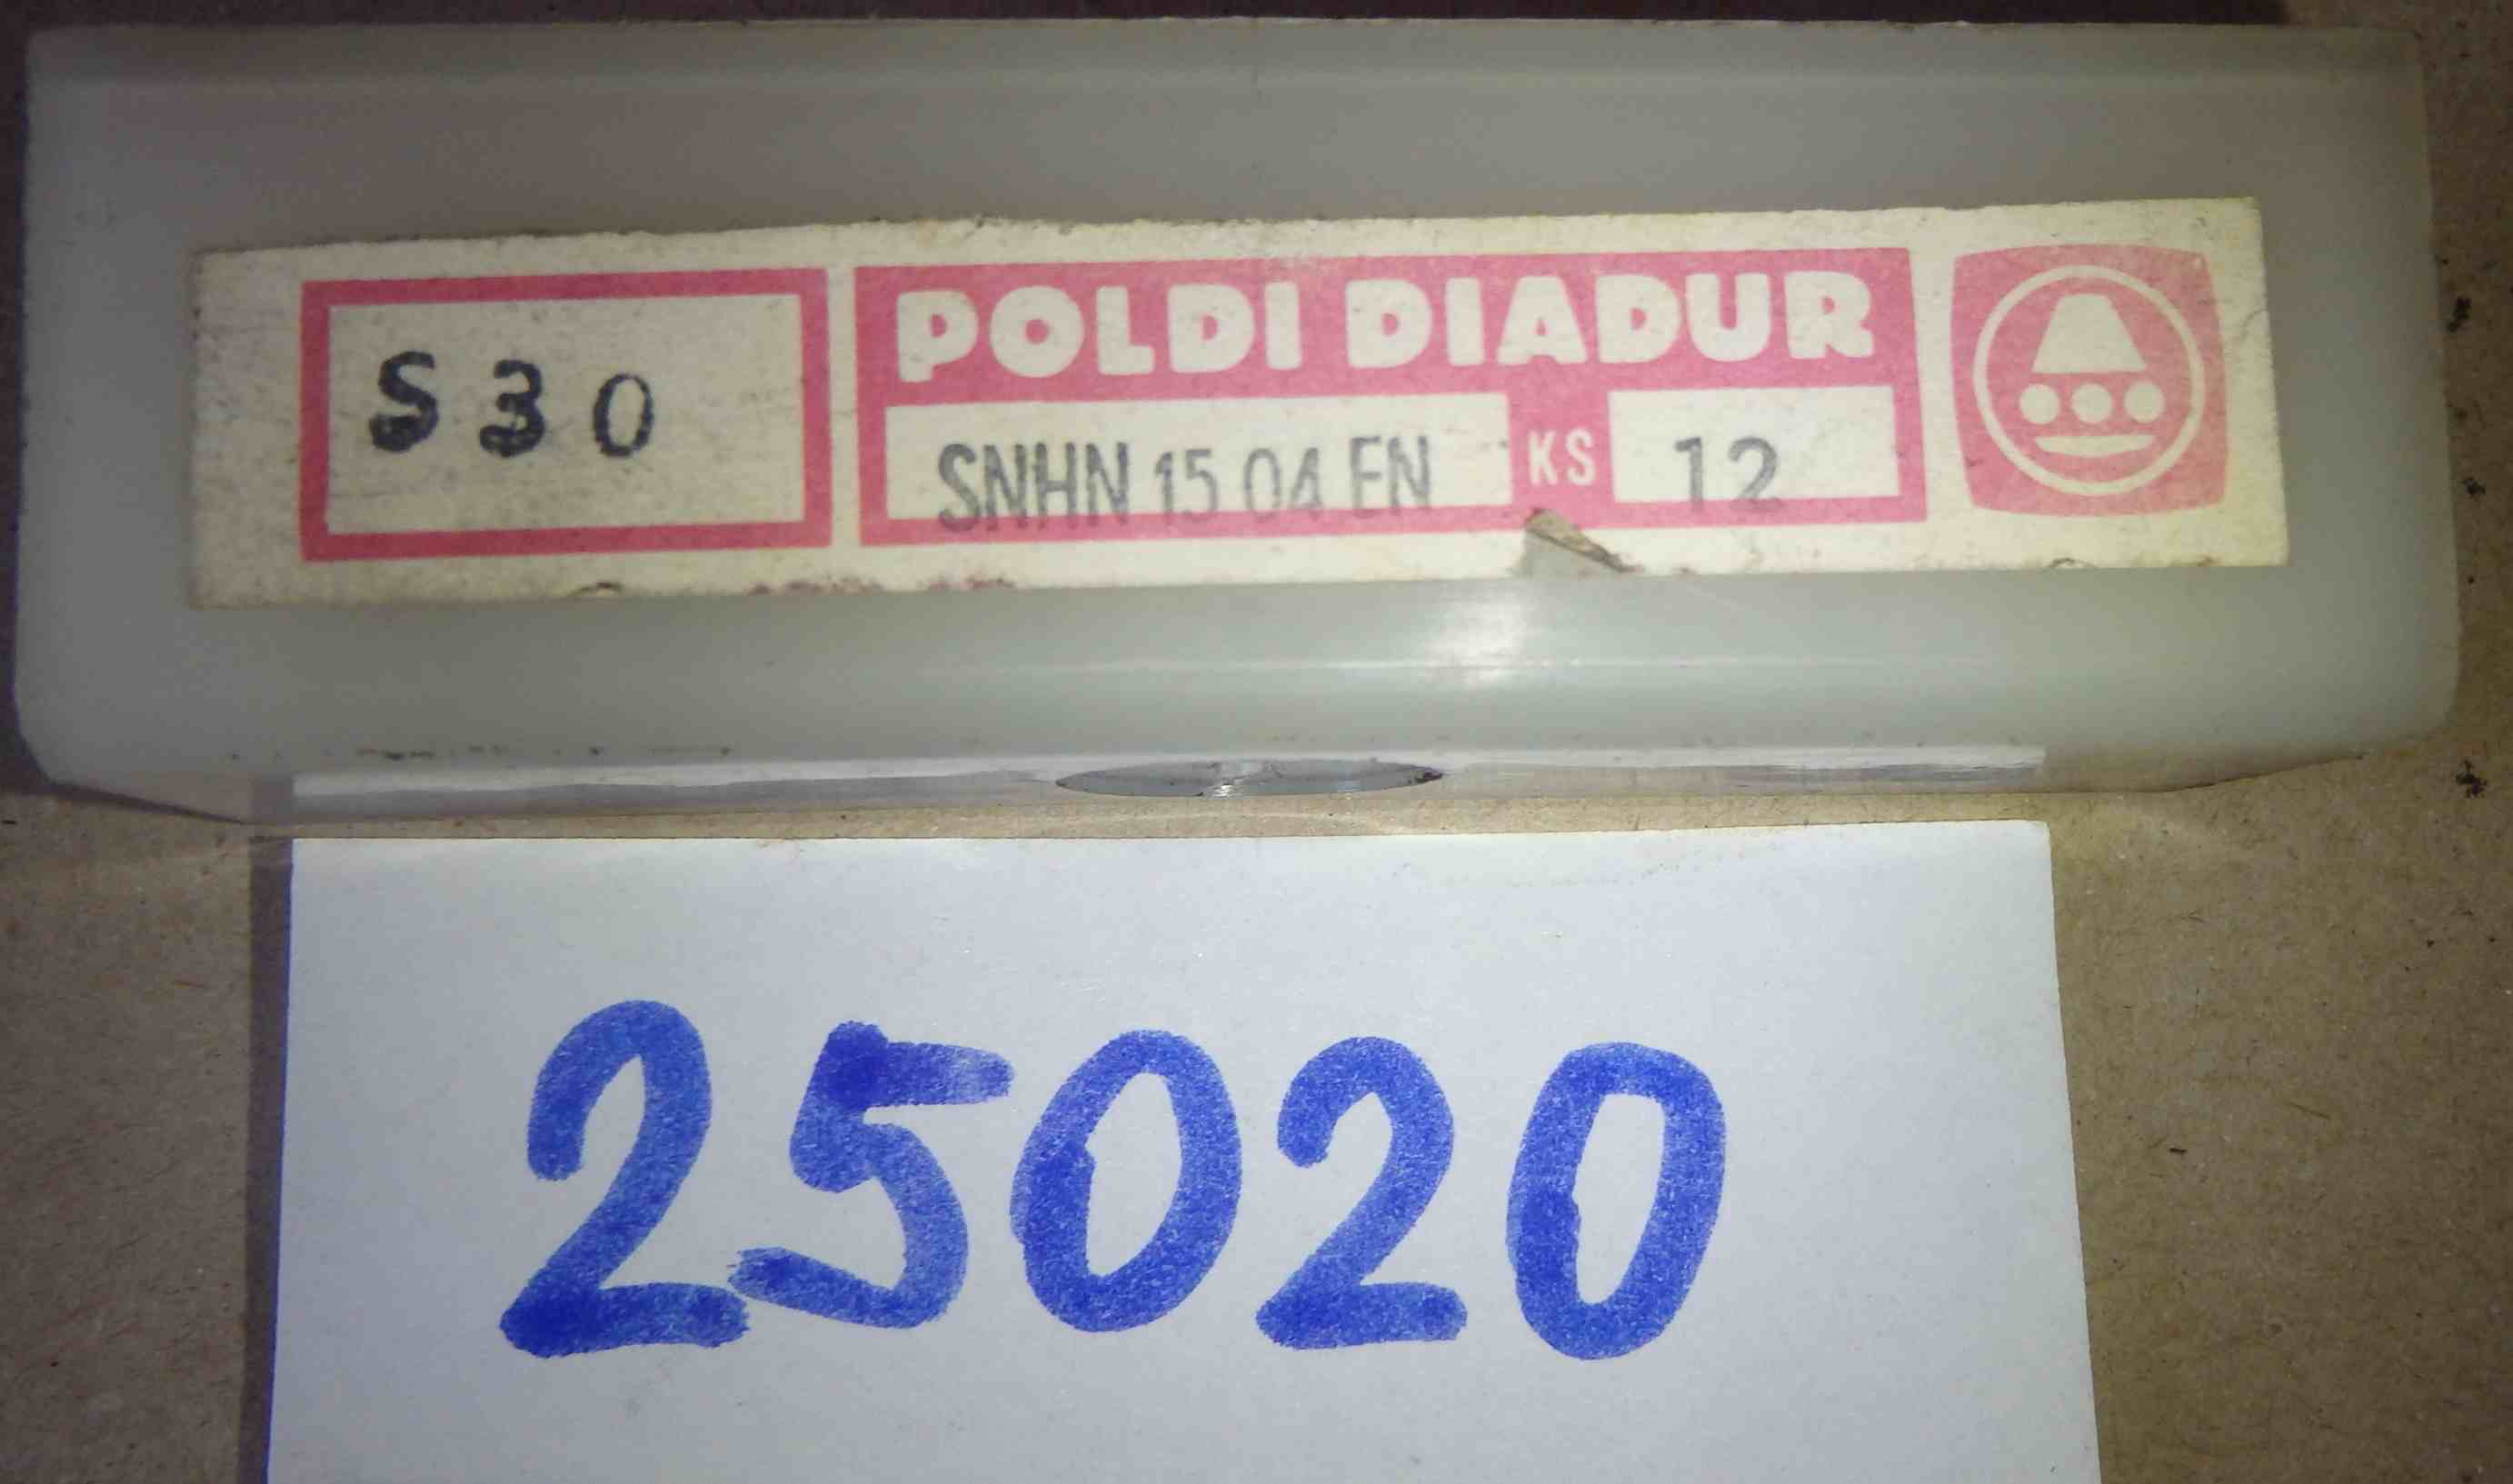 S30
POLDI DIADUR
SNHN 15 04 EN KS 12
25020